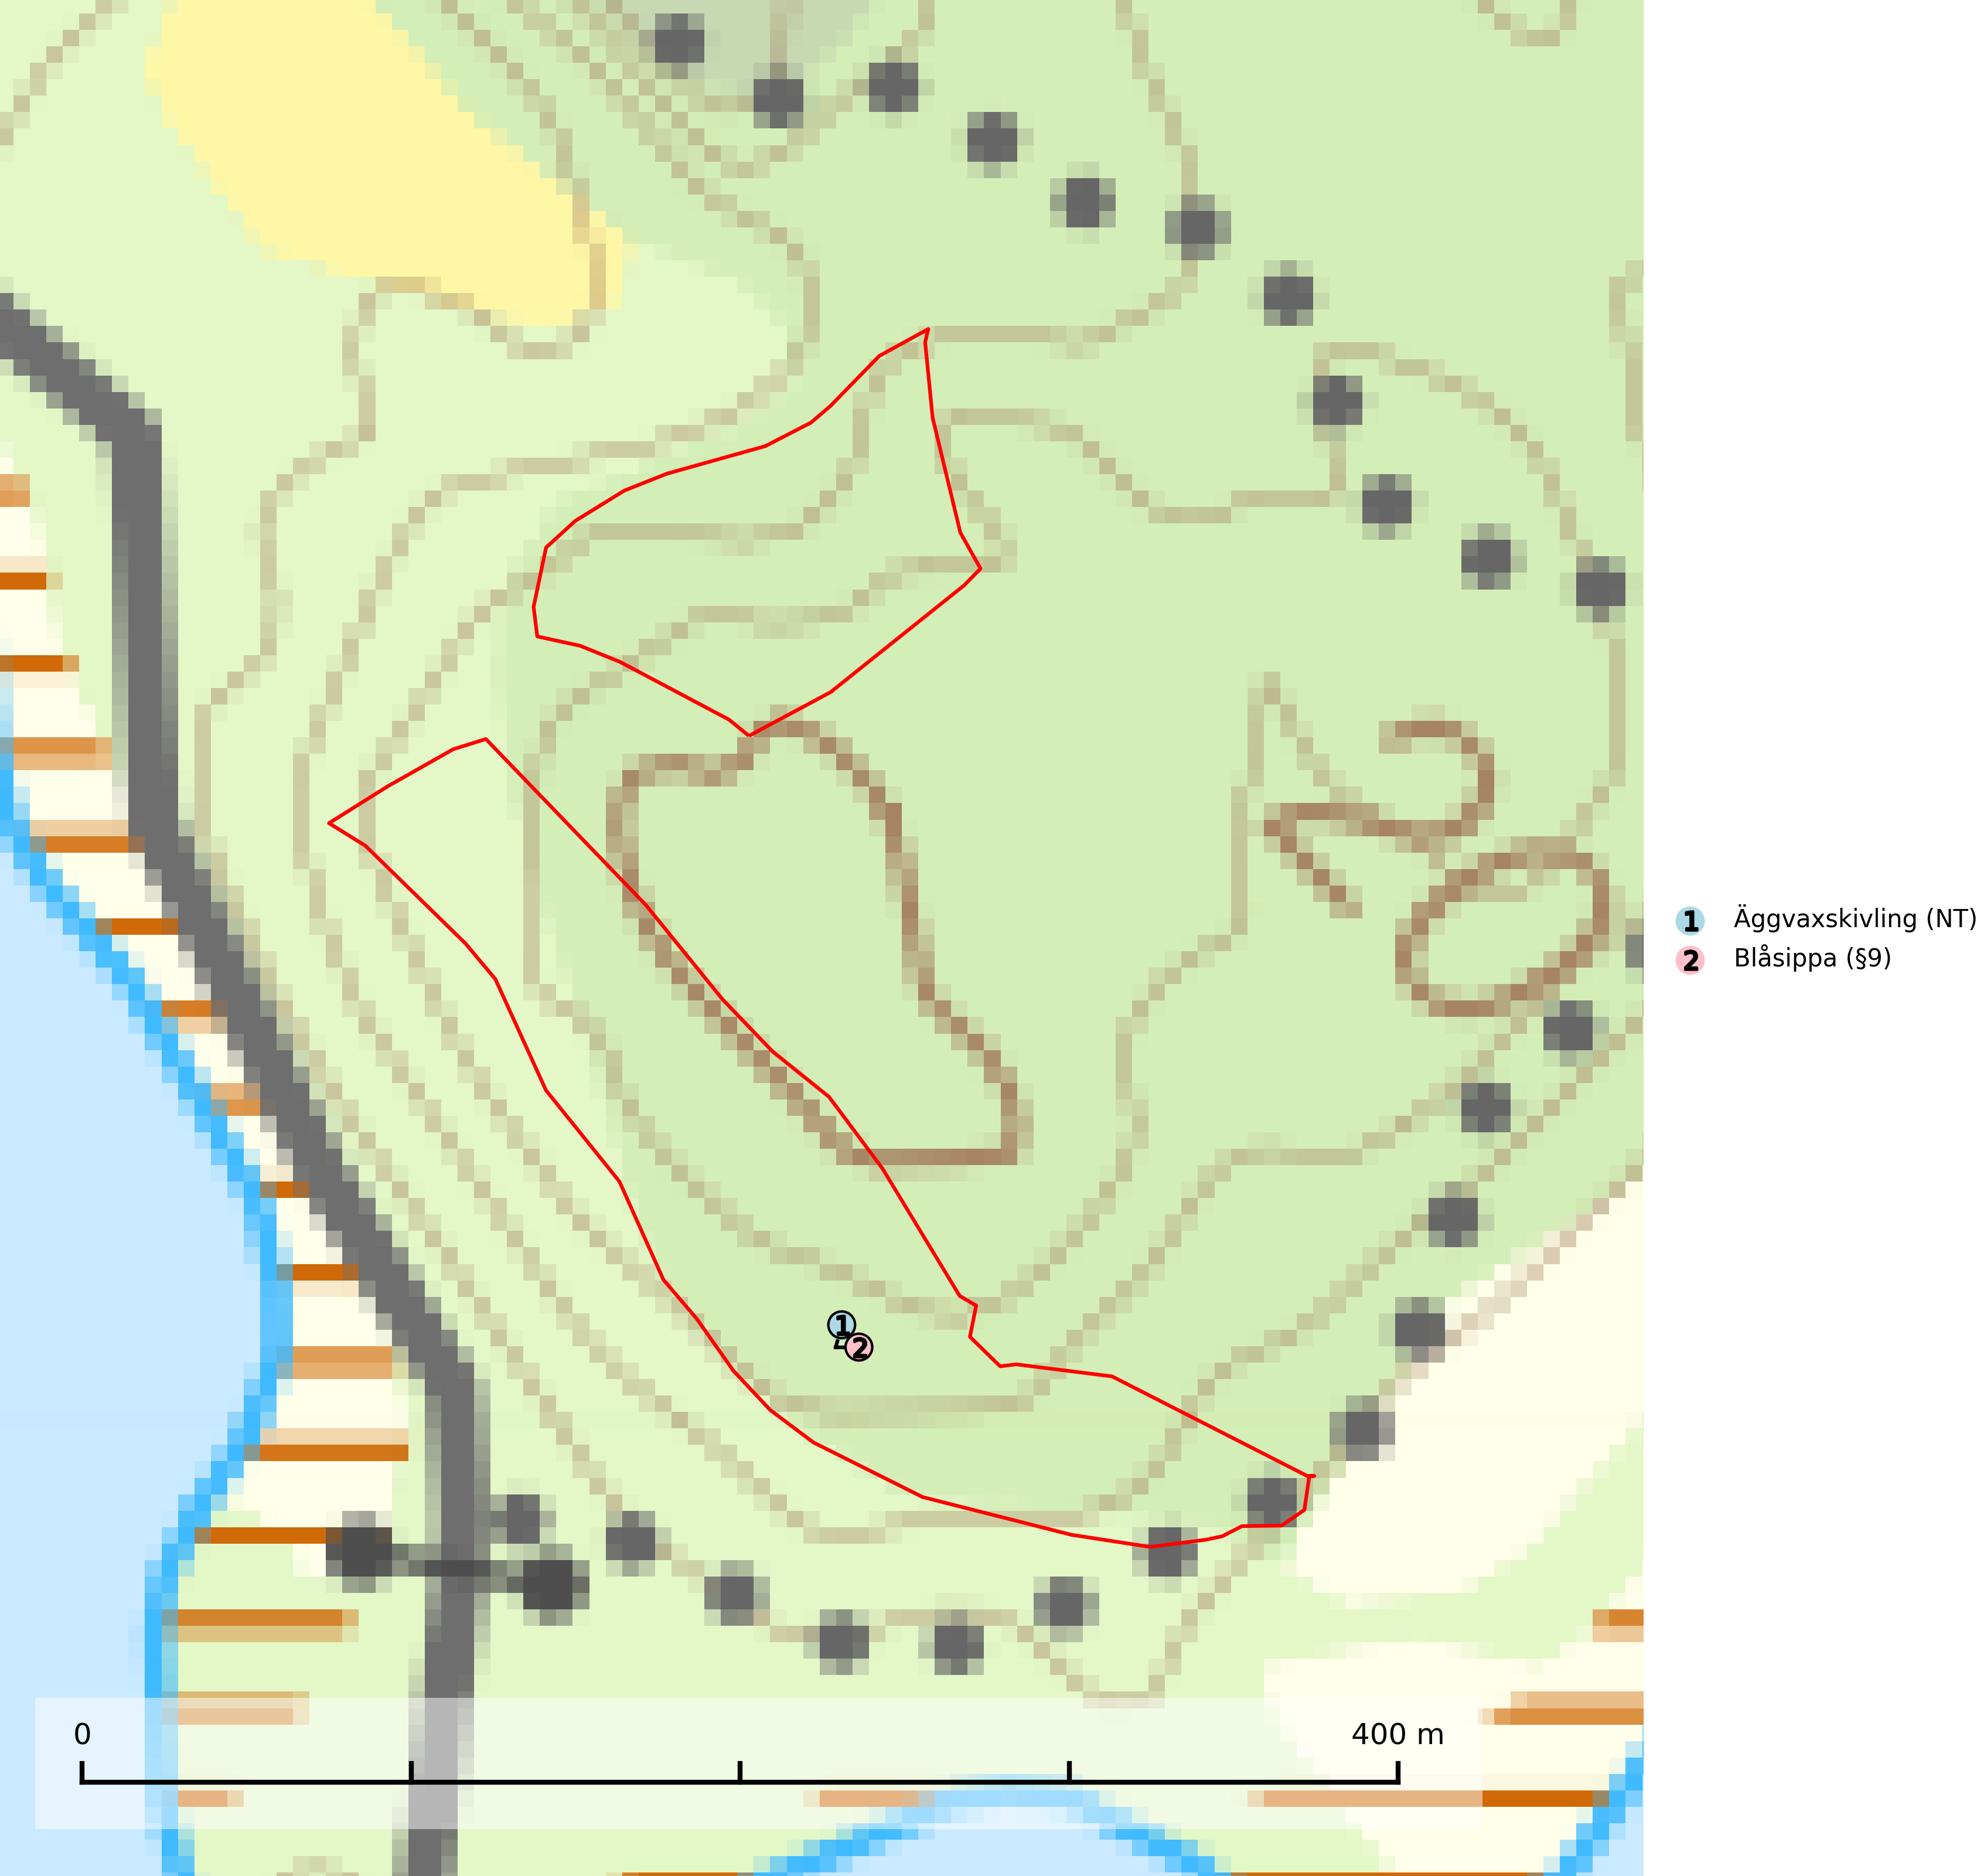 1 Äggvaxskivling (NT)
2 Blåsippa (§9)
1
2
0 400 m